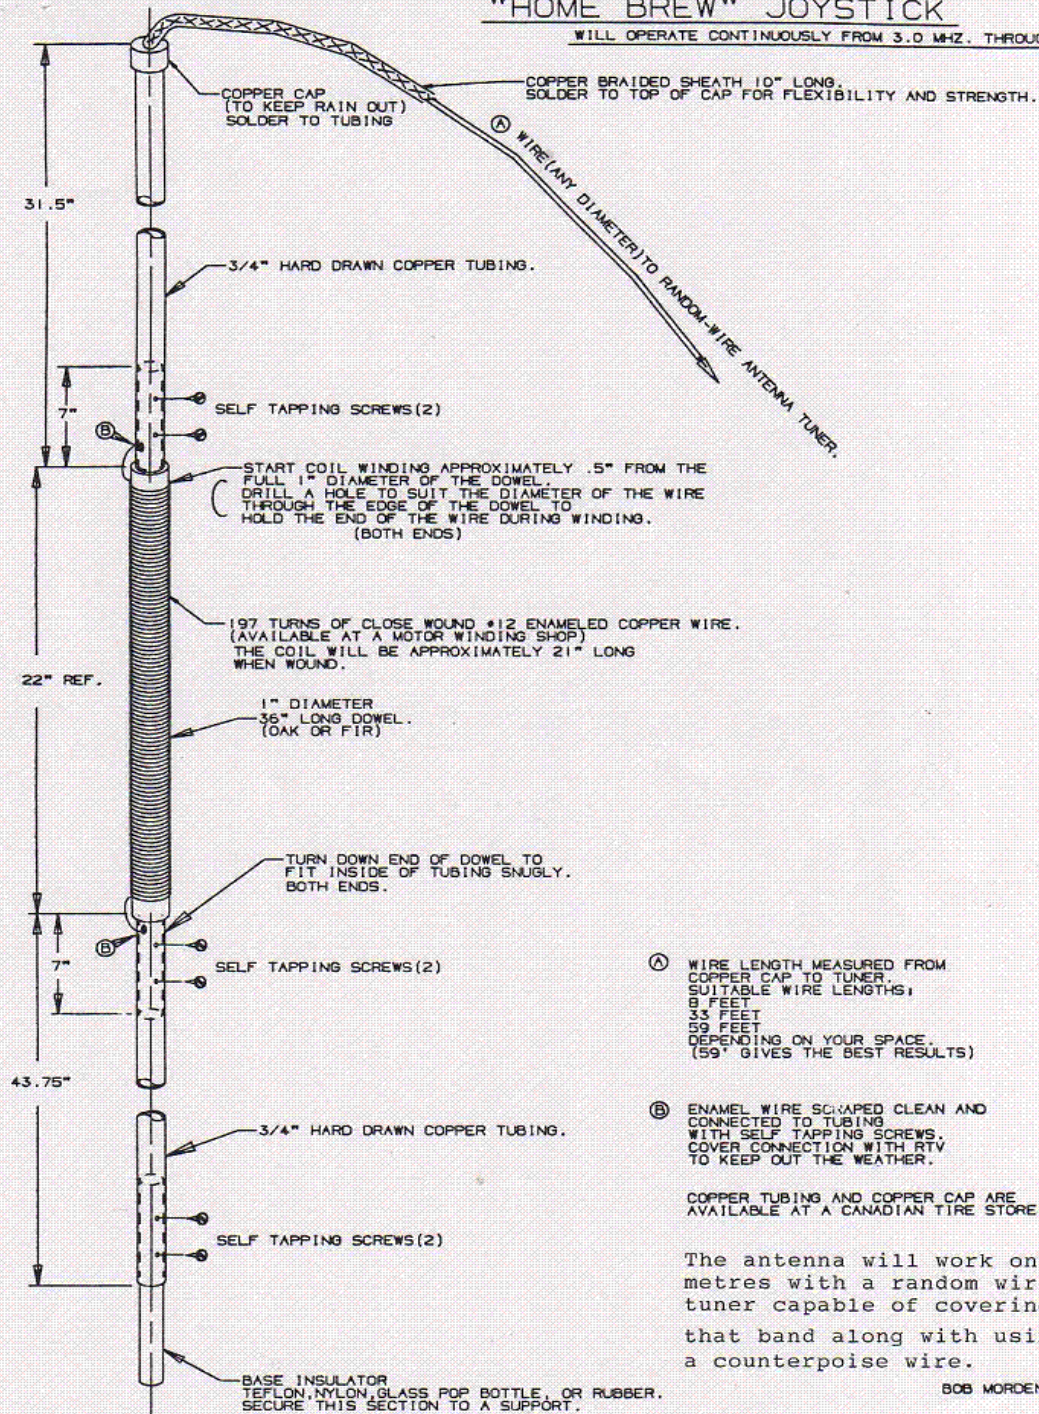 "HOME BREW" JOYSTICK
WILL OPERATE CONTINUOUSLY FROM 3.0 MHZ. THROUG
COPPER CAP
(TO KEEP RAIN OUT)
SOLDER TO TUBING
COPPER BRAIDED SHEATH 10" LONG.
SOLDER TO TOP OF CAP FOR FLEXIBILITY AND STRENGTH.
A WIRE(ANY DIAMETER)TO RANDOM-WIRE ANTENNA TUNER.
31.5"
3/4" HARD DRAWN COPPER TUBING.
7"
SELF TAPPING SCREWS(2)
B
START COIL WINDING APPROXIMATELY .5" FROM THE
FULL 1" DIAMETER OF THE DOWEL.
DRILL A HOLE TO SUIT THE DIAMETER OF THE WIRE
THROUGH THE EDGE OF THE DOWEL TO
HOLD THE END OF THE WIRE DURING WINDING.
(BOTH ENDS)
197 TURNS OF CLOSE WOUND #12 ENAMELED COPPER WIRE.
(AVAILABLE AT A MOTOR WINDING SHOP)
THE COIL WILL BE APPROXIMATELY 21" LONG
WHEN WOUND.
22" REF.
1" DIAMETER
36" LONG DOWEL.
(OAK OR FIR)
TURN DOWN END OF DOWEL TO
FIT INSIDE OF TUBING SNUGLY.
BOTH ENDS.
B
7"
SELF TAPPING SCREWS(2)
43.75"
3/4" HARD DRAWN COPPER TUBING.
SELF TAPPING SCREWS(2)
BASE INSULATOR
TEFLON,NYLON,GLASS POP BOTTLE, OR RUBBER.
SECURE THIS SECTION TO A SUPPORT.
A WIRE LENGTH MEASURED FROM
COPPER CAP TO TUNER.
SUITABLE WIRE LENGTHS;
8 FEET
33 FEET
59 FEET
DEPENDING ON YOUR SPACE.
(59' GIVES THE BEST RESULTS)
B ENAMEL WIRE SCRAPED CLEAN AND
CONNECTED TO TUBING
WITH SELF TAPPING SCREWS.
COVER CONNECTION WITH RTV
TO KEEP OUT THE WEATHER.
COPPER TUBING AND COPPER CAP ARE
AVAILABLE AT A CANADIAN TIRE STORE
The antenna will work on
metres with a random wir
tuner capable of coverin
that band along with usi
a counterpoise wire.
BOB MORDEN